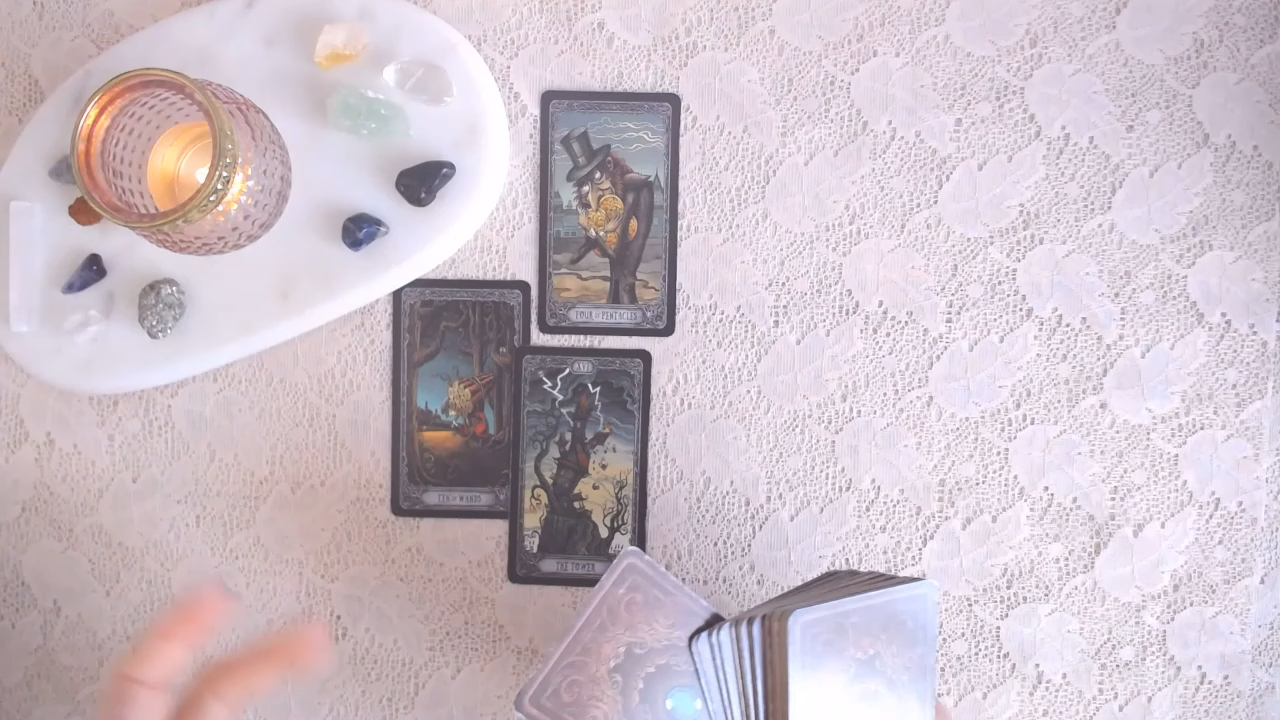 FOUR OF PENTACLES
TEN OF WANDS
XVI
THE TOWER